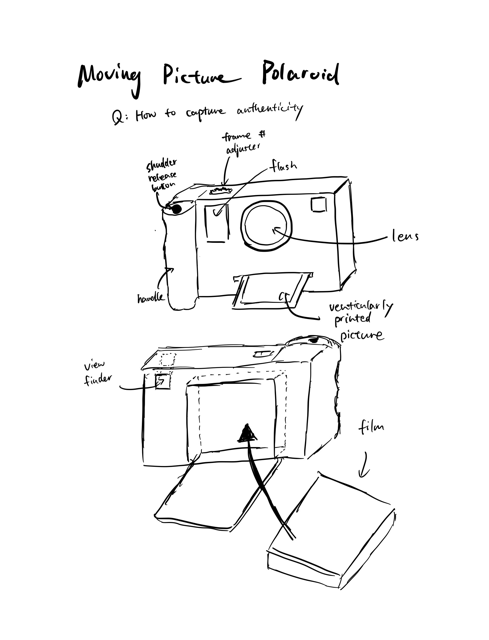 Moving Picture Polaroid
Q: How to capture authenticity
frame #
adjuster
shudder
release
button
flash
lens
handle
venticularly
printed
picture
view
finder
film